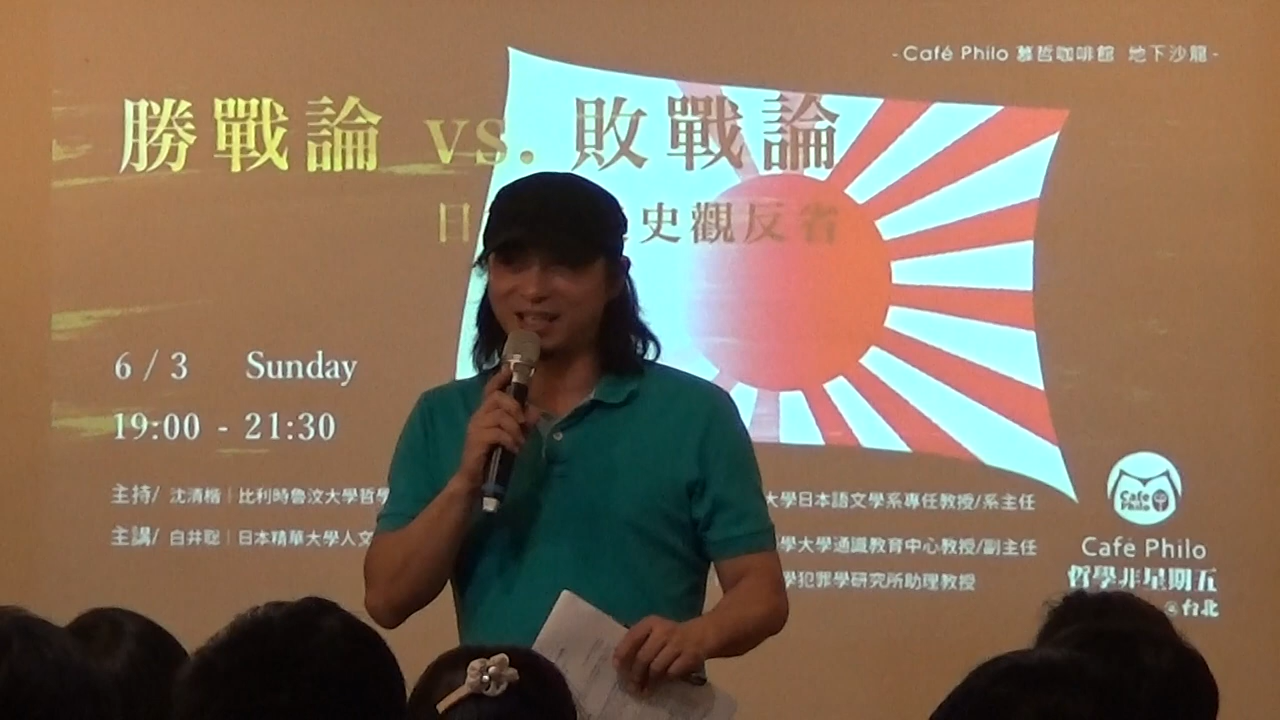 -Café Philo 慕哲咖啡館 地下沙龍-
勝戰論 vs. 敗戰論
日 史觀反省
6 / 3 Sunday
19:00 - 21:30
主持/ 沈清楷｜比利時魯汶大學哲學 大學日本語文學系專任教授/系主任
主講/ 白井聡｜日本精華大學人文 學大學通識教育中心教授/副主任
學犯罪學研究所助理教授
Café Philo
Café Philo
哲學星期五
@台北